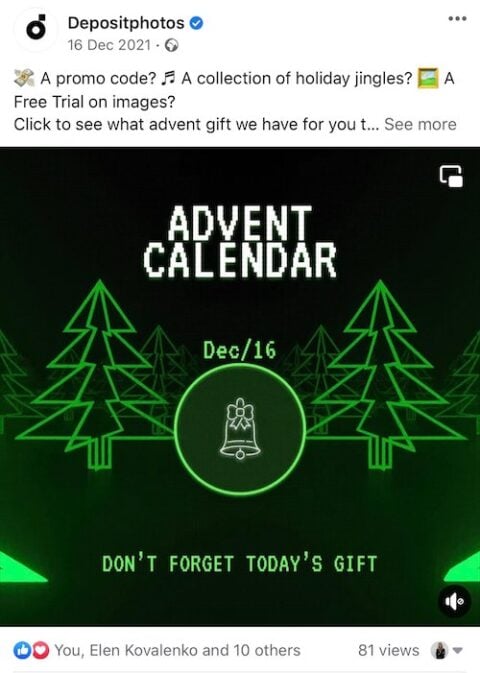 Depositphotos
16 Dec 2021 ·
💸 A promo code? 🎵 A collection of holiday jingles? 🖼️ A
Free Trial on images?
Click to see what advent gift we have for you t... See more
ADVENT
CALENDAR
Dec/16
DON'T FORGET TODAY'S GIFT
You, Elen Kovalenko and 10 others 81 views